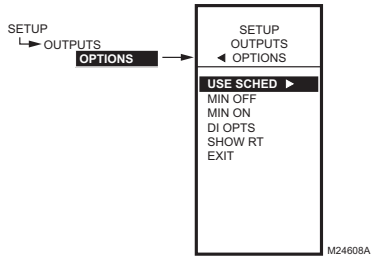 SETUP
OUTPUTS
OPTIONS
SETUP
OUTPUTS
◄ OPTIONS
USE SCHED ►
MIN OFF
MIN ON
DI OPTS
SHOW RT
EXIT
M24608A